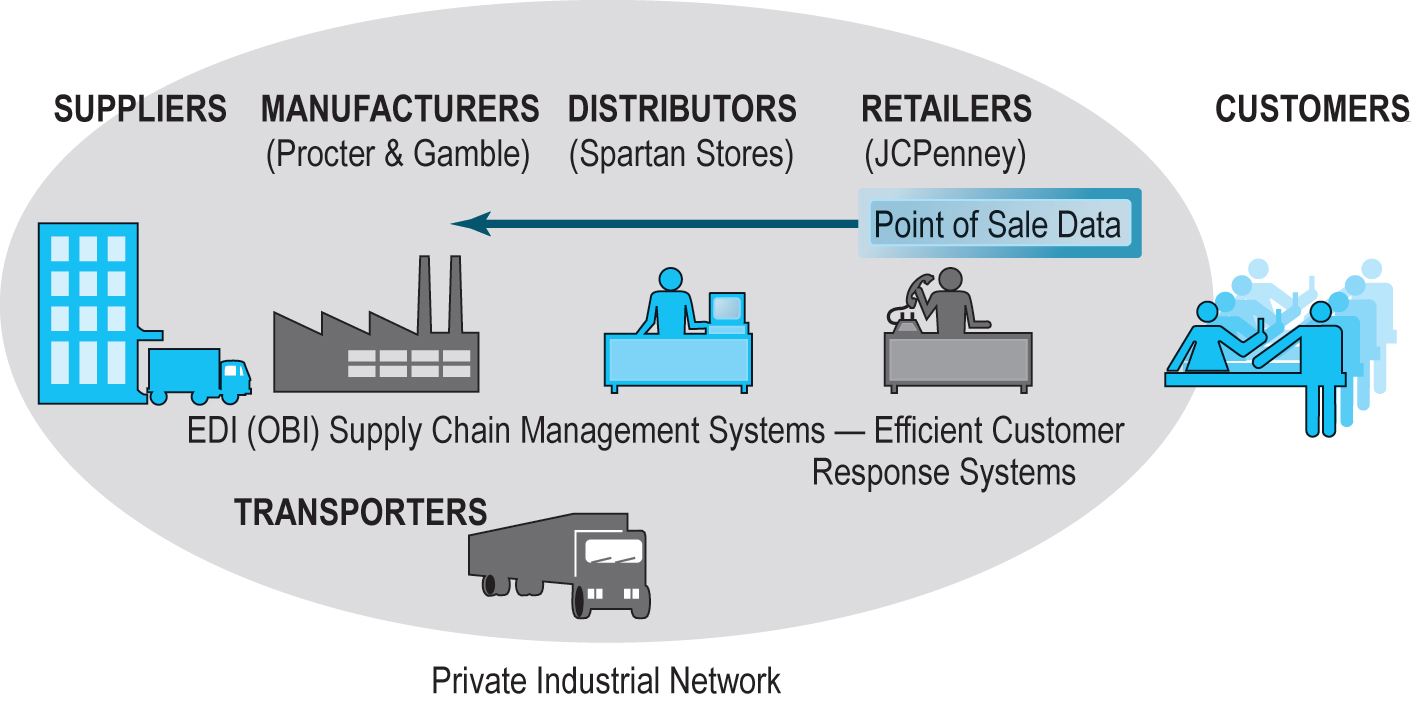 SUPPLIERS MANUFACTURERS DISTRIBUTORS RETAILERS CUSTOMERS
(Procter & Gamble) (Spartan Stores) (JCPenney)
Point of Sale Data
EDI (OBI) Supply Chain Management Systems — Efficient Customer
Response Systems
TRANSPORTERS
Private Industrial Network